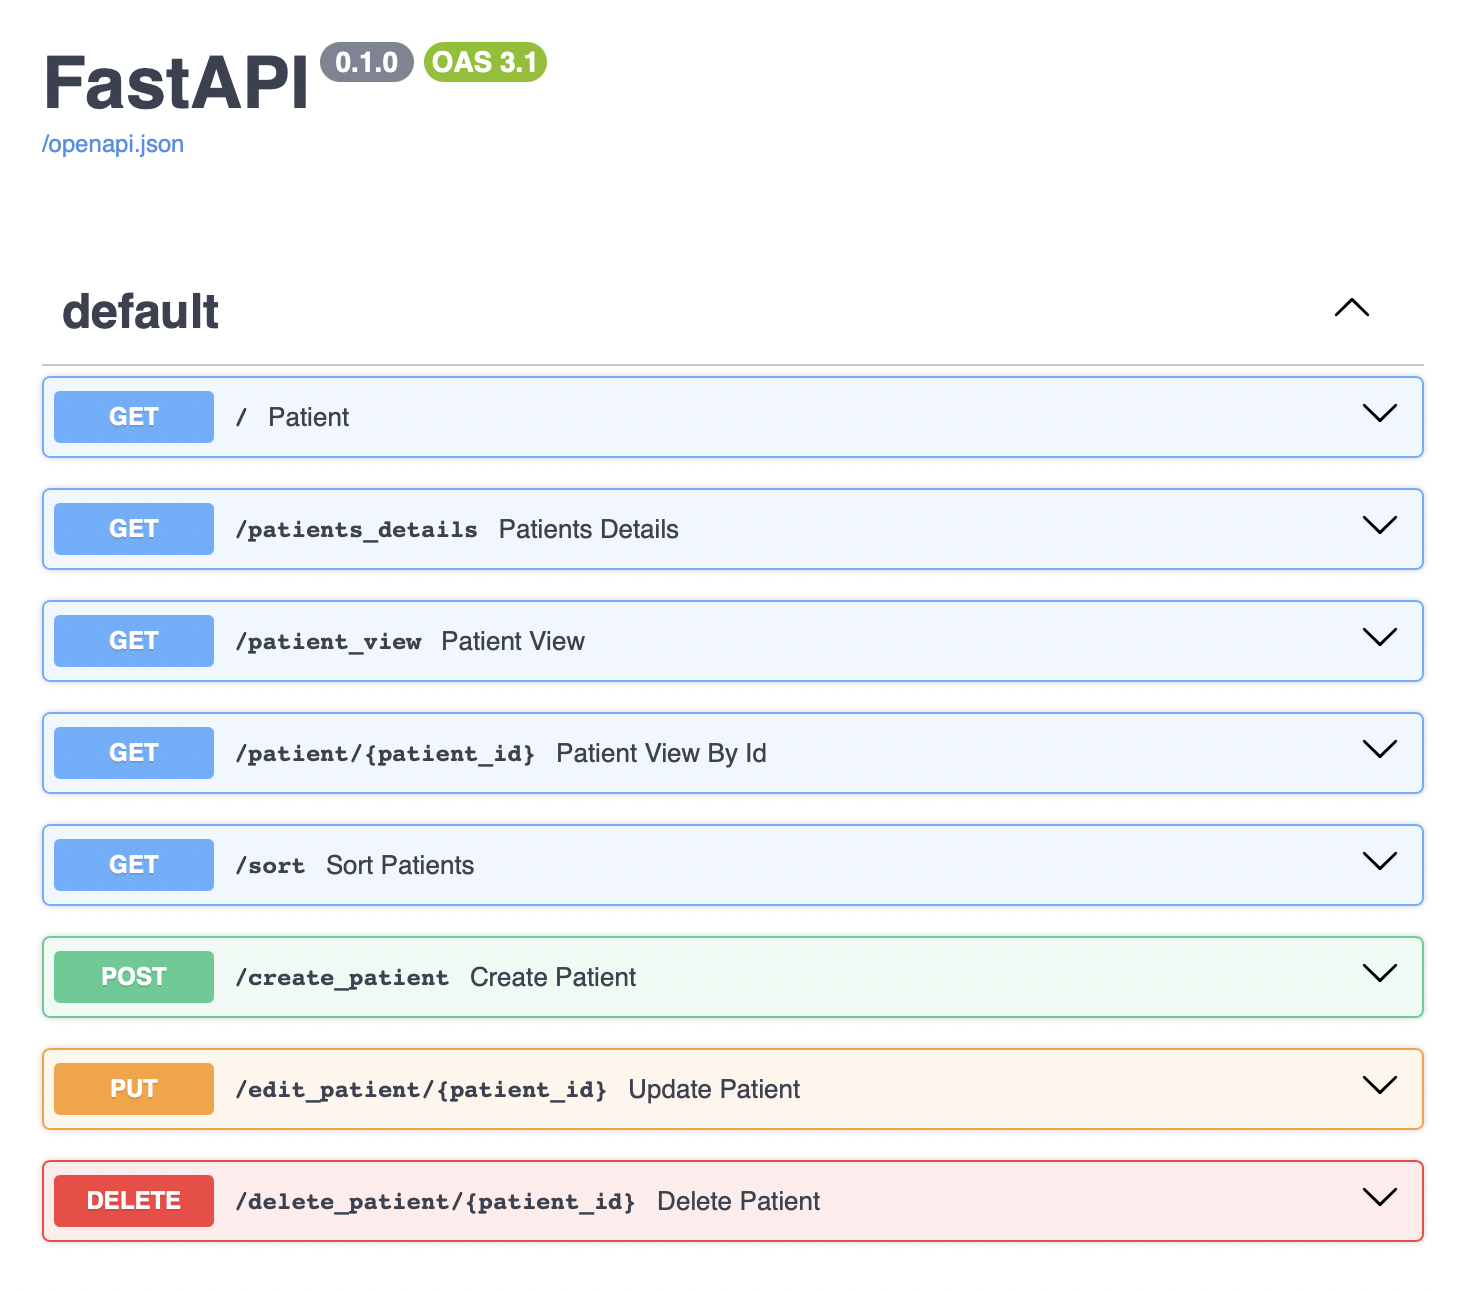 FastAPI 0.1.0 OAS 3.1
/openapi.json
default
GET / Patient
GET /patients_details Patients Details
GET /patient_view Patient View
GET /patient/{patient_id} Patient View By Id
GET /sort Sort Patients
POST /create_patient Create Patient
PUT /edit_patient/{patient_id} Update Patient
DELETE /delete_patient/{patient_id} Delete Patient